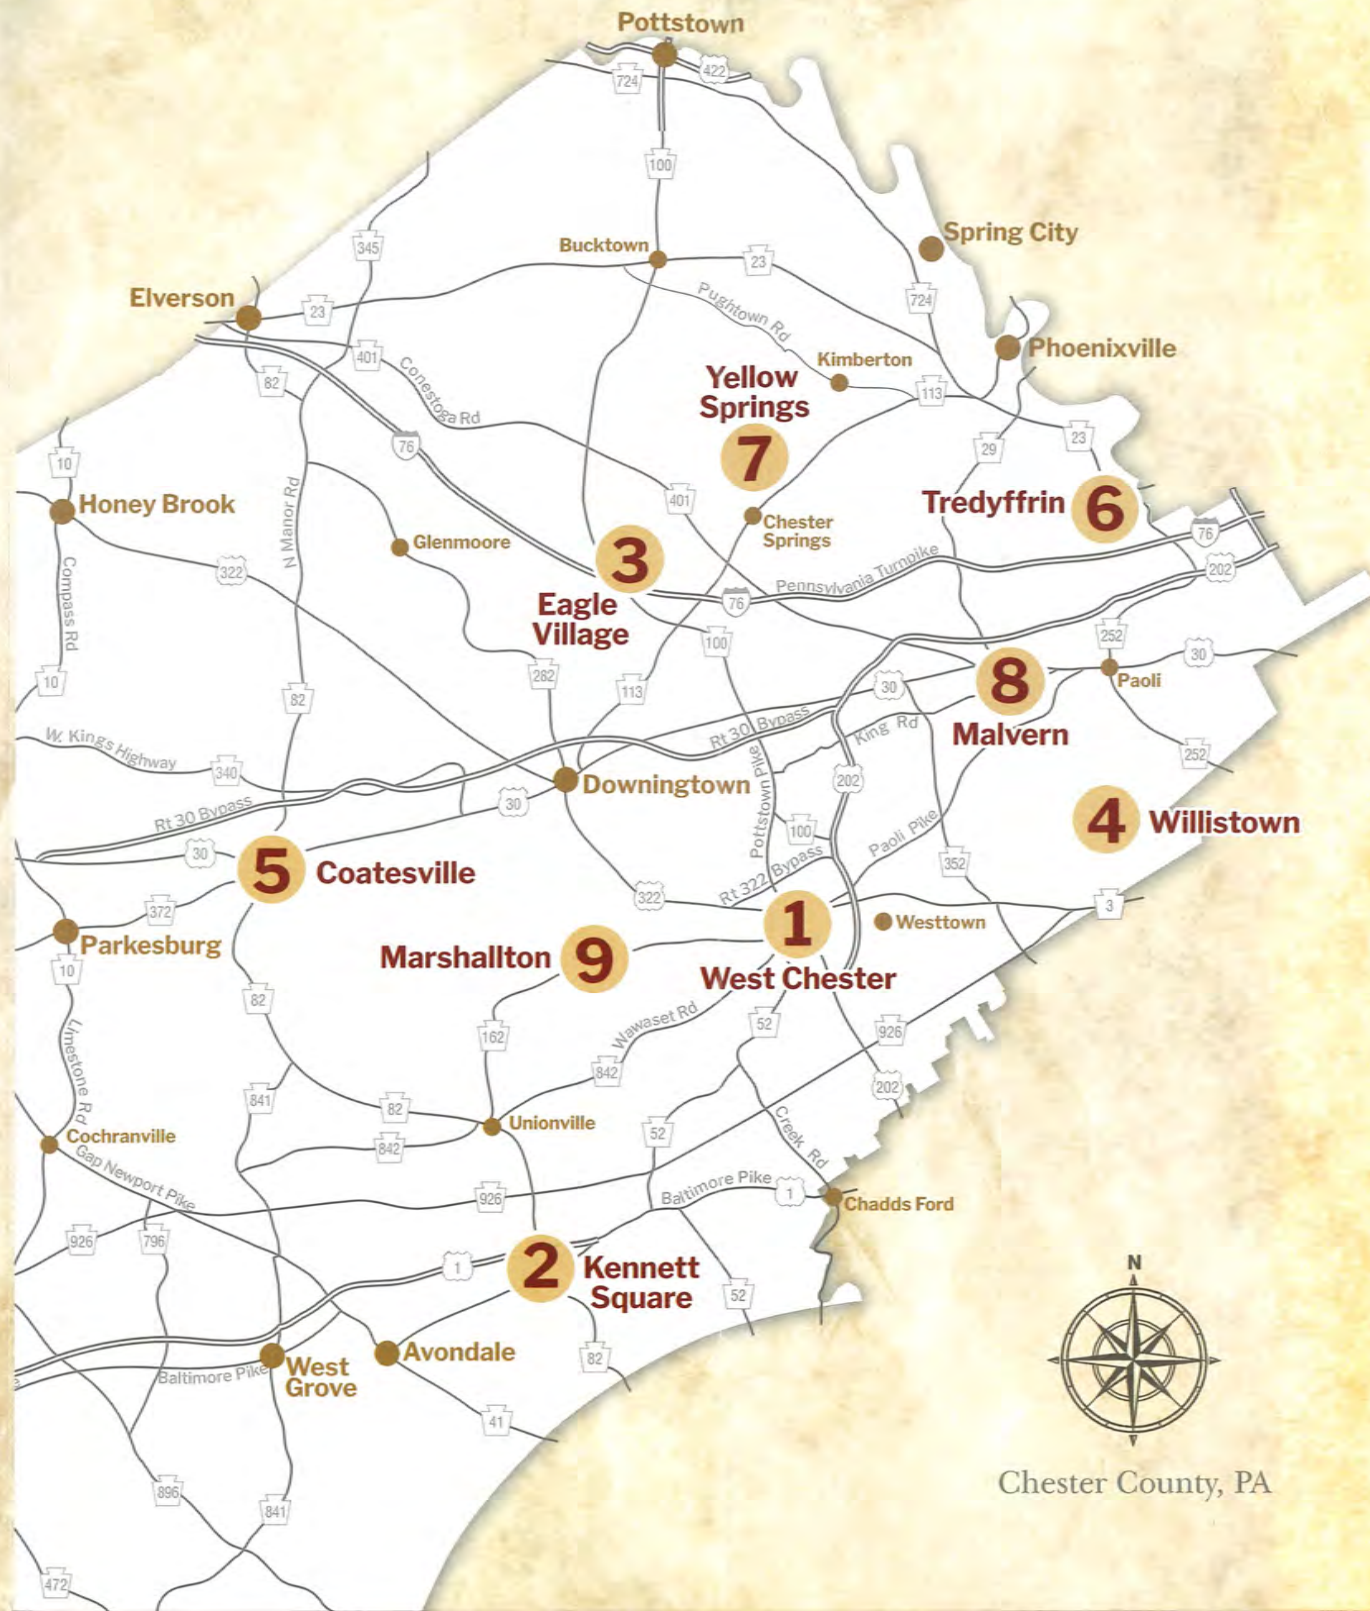 Pottstown
422
724
100
345
Bucktown
23
Spring City
Elverson
23
Pughtown Rd
724
401
Conestoga Rd
Kimberton
Phoenixville
82
Yellow
Springs
113
7
76
29
23
10
N Manor Rd
401
Tredyffrin
6
Honey Brook
Chester
Springs
Glenmoore
3
76
322
Pennsylvania Turnpike
202
Compass Rd
Eagle
Village
76
100
252
30
10
282
113
8
Paoli
82
30
Rt 30 Bypass
King Rd
Malvern
W. Kings Highway
340
252
Downingtown
202
Rt 30 Bypass
30
Pottstown Pike
100
4
Willistown
30
5
Coatesville
Rt 322 Bypass
Paoli Pike
352
322
372
3
1
Westtown
Parkesburg
Marshallton
9
West Chester
10
82
52
926
162
Wawaset Rd
Limestone Rd
842
202
841
82
Creek Rd
Cochranville
Unionville
52
842
Gap Newport Pike
Baltimore Pike
1
926
Chadds Ford
926
796
1
2
Kennett
Square
52
N
West
Grove
Avondale
82
Baltimore Pike
41
Chester County, PA
896
841
472